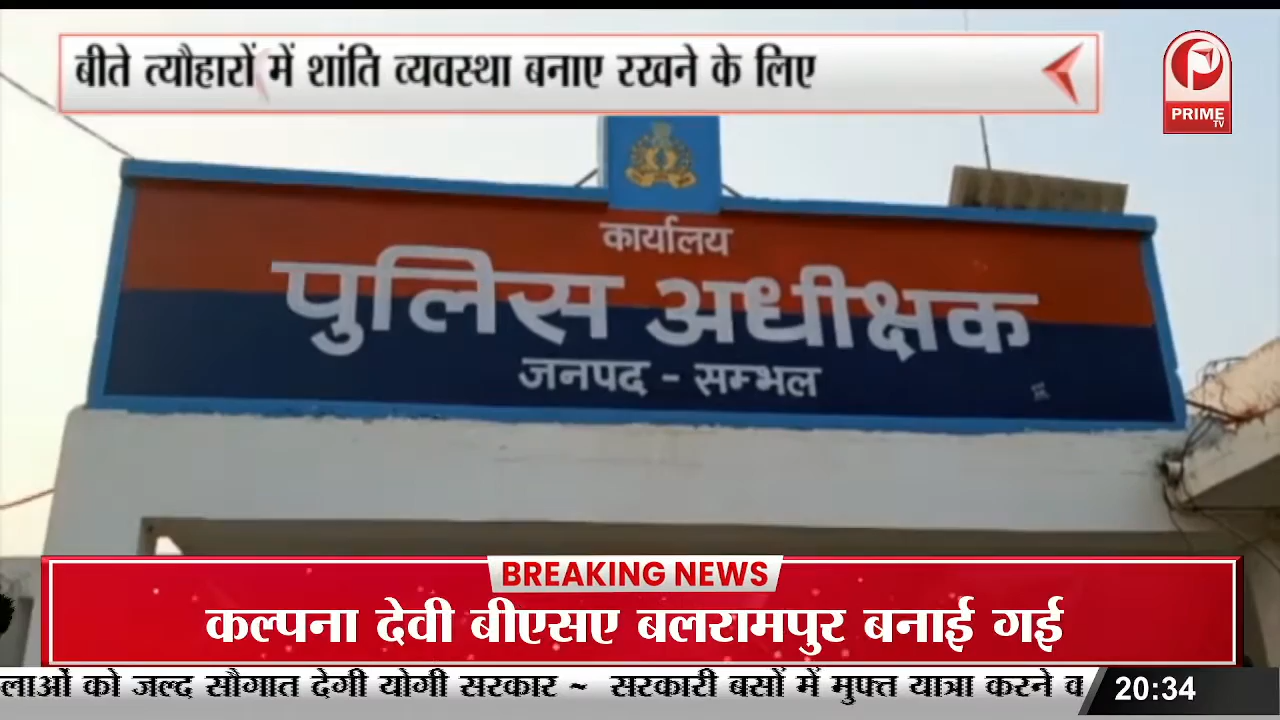 बीते त्यौहारों में शांति व्यवस्था बनाए रखने के लिए
PRIME
TV
कार्यालय
पुलिस अधीक्षक
जनपद - सम्भल
BREAKING NEWS
कल्पना देवी बीएसए बलरामपुर बनाई गई
लाओं को जल्द सौगात देगी योगी सरकार ~ सरकारी बसों में मुफ्त यात्रा करने व
20:34